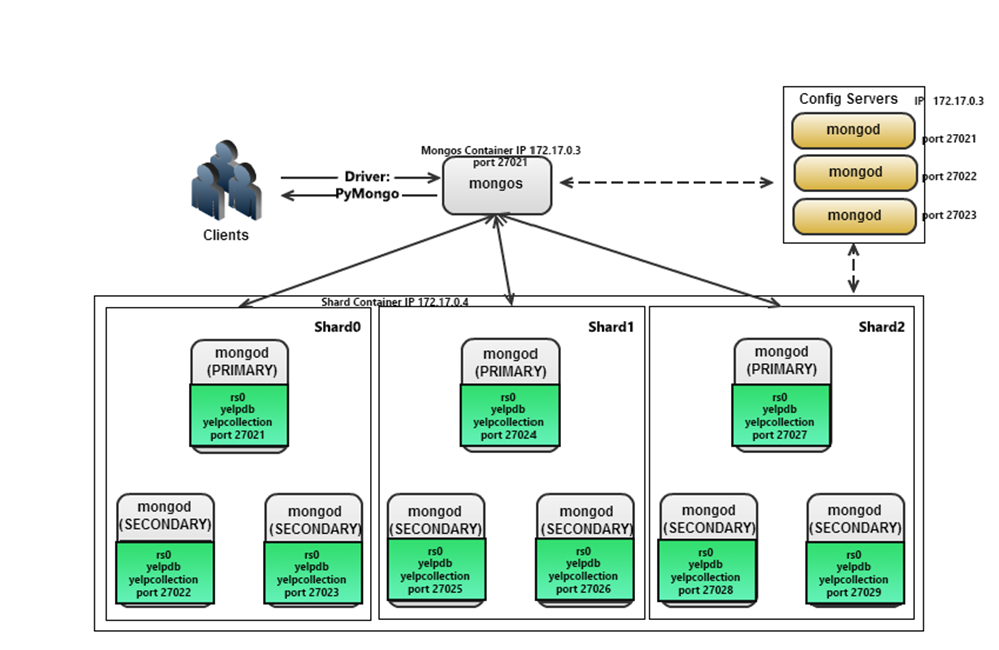 Config Servers IP 172.17.0.3
mongod
port 27021
mongod
port 27022
mongod
port 27023
Mongos Container IP 172.17.0.3
port 27021
mongos
Driver:
PyMongo
Clients
Shard Container IP 172.17.0.4
Shard0
mongod
(PRIMARY)
rs0
yelpdb
yelpcollection
port 27021
mongod
(SECONDARY)
rs0
yelpdb
yelpcollection
port 27022
mongod
(SECONDARY)
rs0
yelpdb
yelpcollection
port 27023
Shard1
mongod
(PRIMARY)
rs0
yelpdb
yelpcollection
port 27024
mongod
(SECONDARY)
rs0
yelpdb
yelpcollection
port 27025
mongod
(SECONDARY)
rs0
yelpdb
yelpcollection
port 27026
Shard2
mongod
(PRIMARY)
rs0
yelpdb
yelpcollection
port 27027
mongod
(SECONDARY)
rs0
yelpdb
yelpcollection
port 27028
mongod
(SECONDARY)
rs0
yelpdb
yelpcollection
port 27029